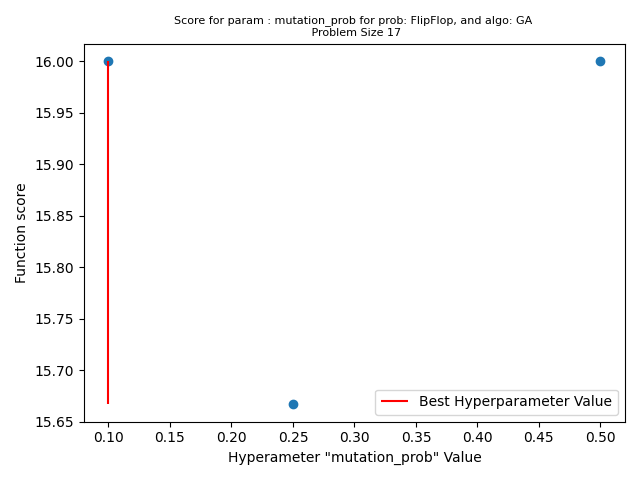 Score for param : mutation_prob for prob: FlipFlop, and algo: GA
Problem Size 17
16.00
15.95
15.90
15.85
15.80
15.75
15.70
15.65
Function score
Best Hyperparameter Value
0.10 0.15 0.20 0.25 0.30 0.35 0.40 0.45 0.50
Hyperameter "mutation_prob" Value